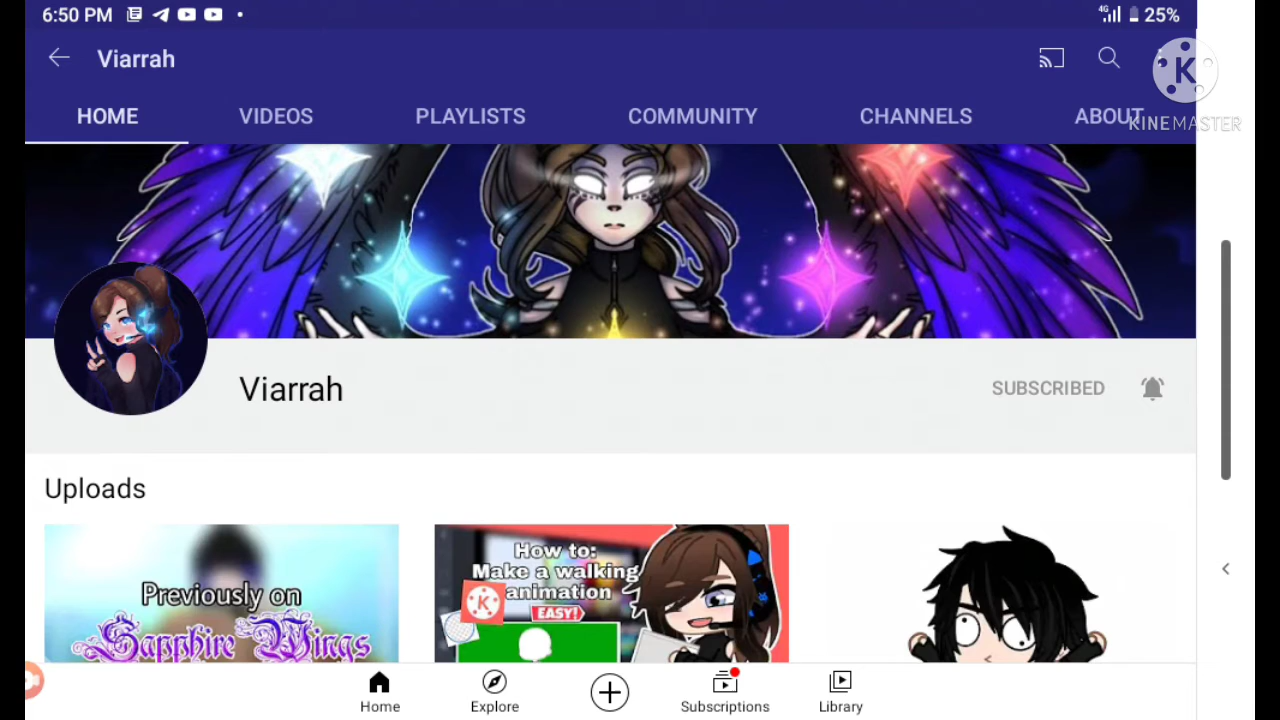 6:50 PM
4G
25%
Viarrah
K
KINEMASTER
HOME
VIDEOS
PLAYLISTS
COMMUNITY
CHANNELS
ABOUT
Viarrah
SUBSCRIBED
Uploads
Previously on
Sapphire Wings
How to:
Make a walking
animation
EASY!
K
Home
Explore
Subscriptions
Library